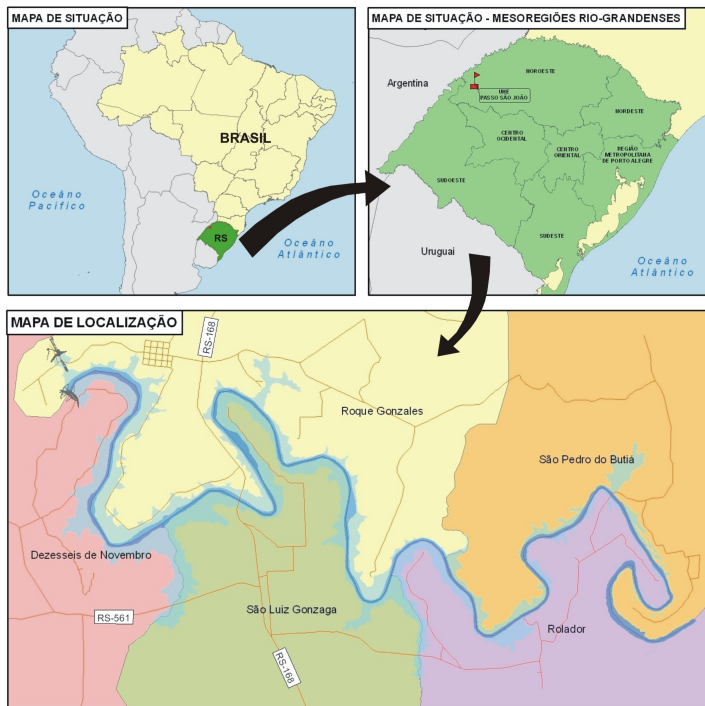 MAPA DE SITUAÇÃO
BRASIL
Oceâno
Pacífico
RS
Oceâno
Atlântico
MAPA DE SITUAÇÃO - MESOREGIÕES RIO-GRANDENSES
Argentina
NOROESTE
UHE
PASSO SÃO JOÃO
NORDESTE
CENTRO
OCIDENTAL
CENTRO
ORIENTAL
REGIÃO
METROPOLITANA
DE PORTO ALEGRE
SUDOESTE
SUDESTE
Uruguai
Oceâno
Atlântico
MAPA DE LOCALIZAÇÃO
RS-168
Roque Gonzales
São Pedro do Butiá
Dezesseis de Novembro
São Luiz Gonzaga
RS-561
Rolador
RS-168